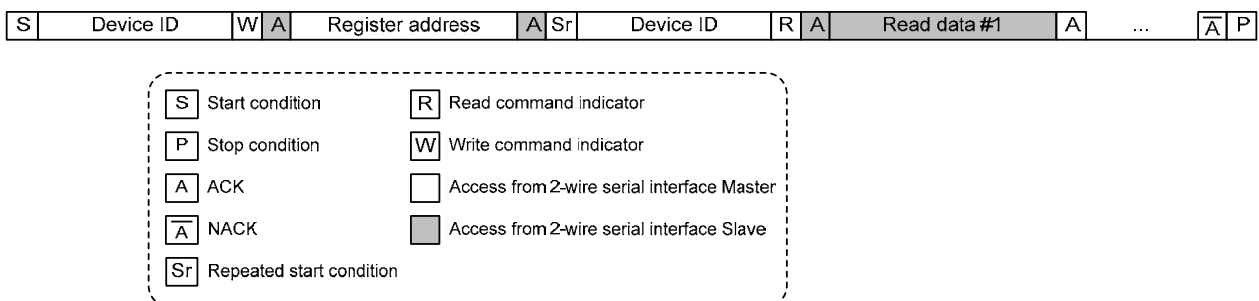 S Device ID W A Register address A Sr Device ID R A Read data #1 A ... A̅ P
S Start condition R Read command indicator
P Stop condition W Write command indicator
A ACK Access from 2-wire serial interface Master
A̅ NACK Access from 2-wire serial interface Slave
Sr Repeated start condition